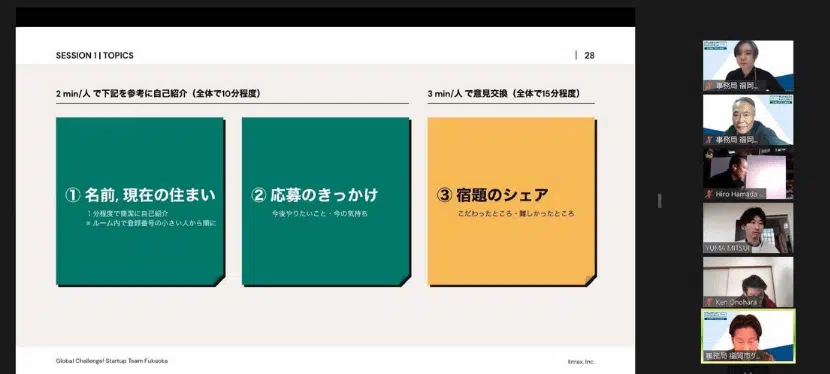 SESSION 1 | TOPICS
28
2 min/人 で下記を参考に自己紹介（全体で10分程度）
3 min/人 で意見交換（全体で15分程度）
① 名前, 現在の住まい
1 分程度で簡潔に自己紹介
※ ルーム内で登録番号の小さい人から順に
② 応募のきっかけ
今後やりたいこと・今の気持ち
③ 宿題のシェア
こだわったところ・難しかったところ
Global Challenge! Startup Team Fukuoka
btrax, Inc.
事務局 福岡...
事務局 福岡...
Hiro Hamada
YUMA MITSUI
Ken Onohara
事務局 福岡市グ...